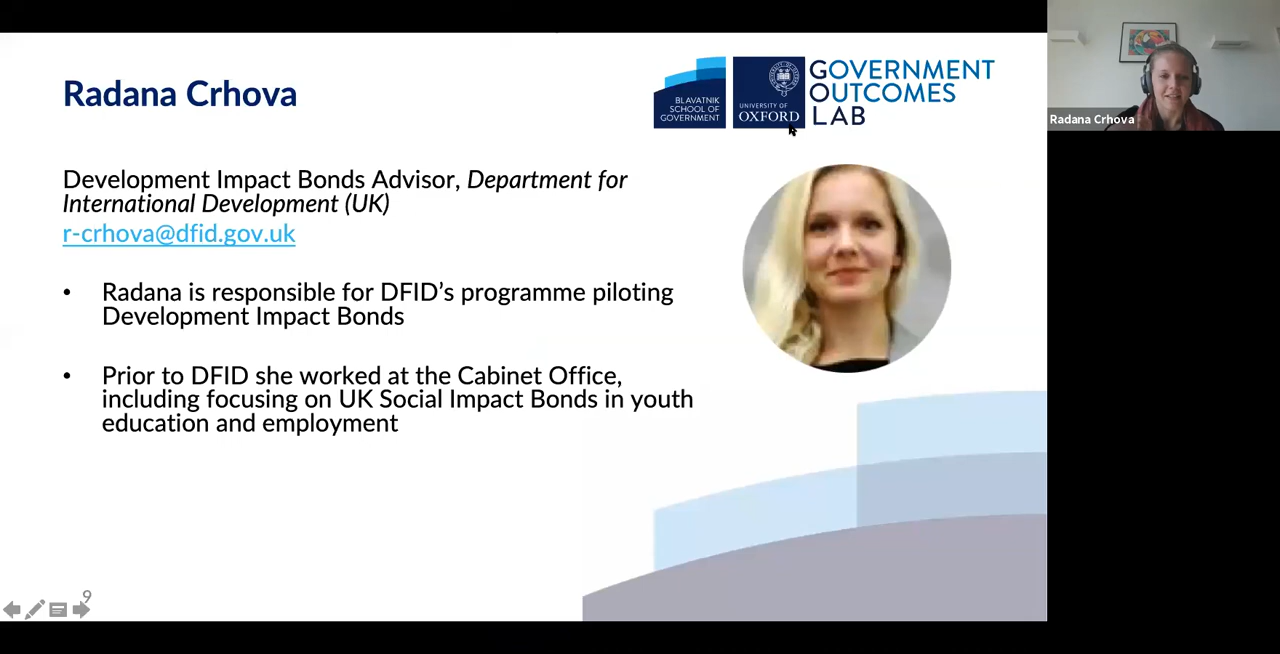 Radana Crhova
BLAVATNIK
SCHOOL OF
GOVERNMENT
UNIVERSITY OF
OXFORD
GOVERNMENT
OUTCOMES
LAB
Radana Crhova
Development Impact Bonds Advisor, Department for
International Development (UK)
r-crhova@dfid.gov.uk
• Radana is responsible for DFID’s programme piloting
Development Impact Bonds
• Prior to DFID she worked at the Cabinet Office,
including focusing on UK Social Impact Bonds in youth
education and employment
9